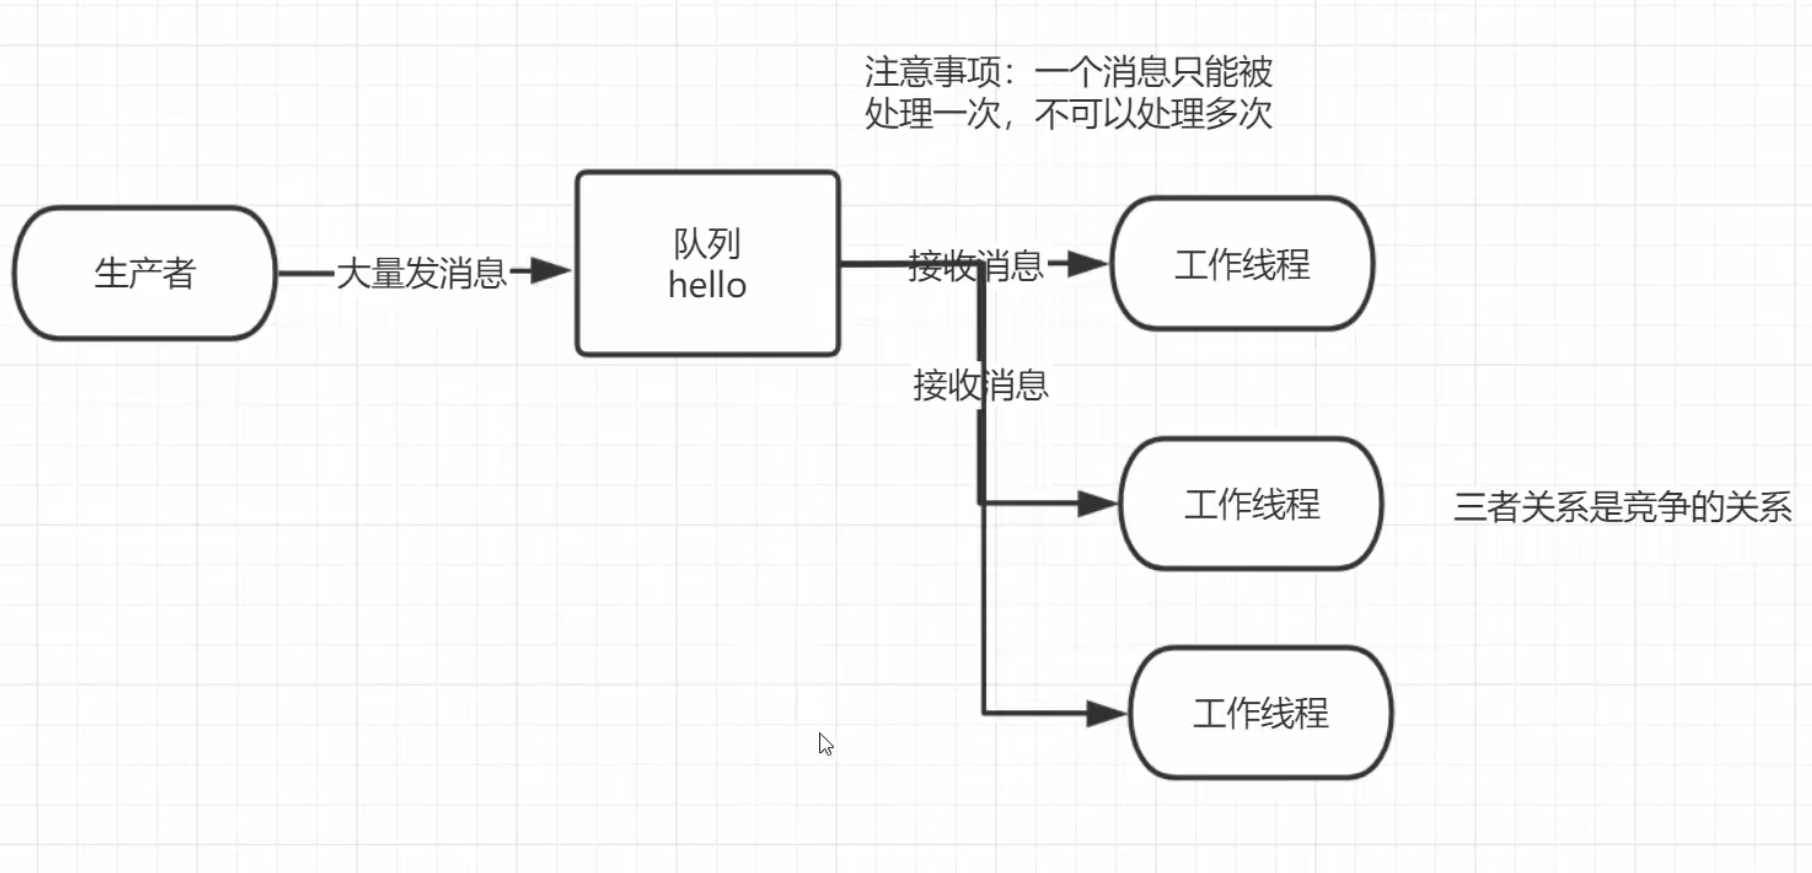 注意事项：一个消息只能被
处理一次，不可以处理多次
生产者
大量发消息
队列
hello
接收消息
工作线程
接收消息
工作线程
三者关系是竞争的关系
工作线程